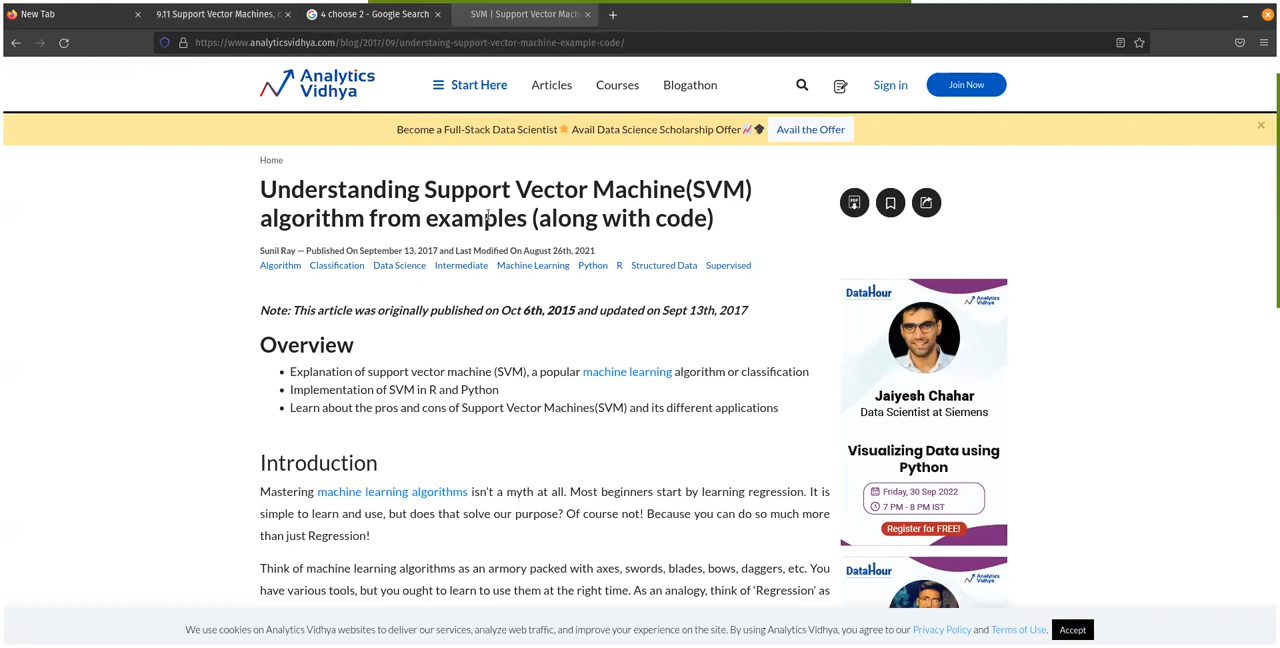 New Tab
9.11 Support Vector Machines,
4 choose 2 - Google Search
SVM | Support Vector Mach
https://www.analyticsvidhya.com/blog/2017/09/understaing-support-vector-machine-example-code/
Analytics
Vidhya
Start Here
Articles
Courses
Blogathon
Sign in
Join Now
Become a Full-Stack Data Scientist Avail Data Science Scholarship Offer
Avail the Offer
Home
Understanding Support Vector Machine(SVM)
algorithm from examples (along with code)
Sunil Ray — Published On September 13, 2017 and Last Modified On August 26th, 2021
Algorithm Classification Data Science Intermediate Machine Learning Python R Structured Data Supervised
PDF
Note: This article was originally published on Oct 6th, 2015 and updated on Sept 13th, 2017
Overview
• Explanation of support vector machine (SVM), a popular machine learning algorithm or classification
• Implementation of SVM in R and Python
• Learn about the pros and cons of Support Vector Machines(SVM) and its different applications
Introduction
Mastering machine learning algorithms isn't a myth at all. Most beginners start by learning regression. It is
simple to learn and use, but does that solve our purpose? Of course not! Because you can do so much more
than just Regression!
Think of machine learning algorithms as an armory packed with axes, swords, blades, bows, daggers, etc. You
have various tools, but you ought to learn to use them at the right time. As an analogy, think of 'Regression' as
DataHour
Analytics
Vidhya
Jaiyesh Chahar
Data Scientist at Siemens
Visualizing Data using
Python
Friday, 30 Sep 2022
7 PM - 8 PM IST
Register for FREE!
DataHour
Analytics
Vidhya
We use cookies on Analytics Vidhya websites to deliver our services, analyze web traffic, and improve your experience on the site. By using Analytics Vidhya, you agree to our Privacy Policy and Terms of Use.
Accept